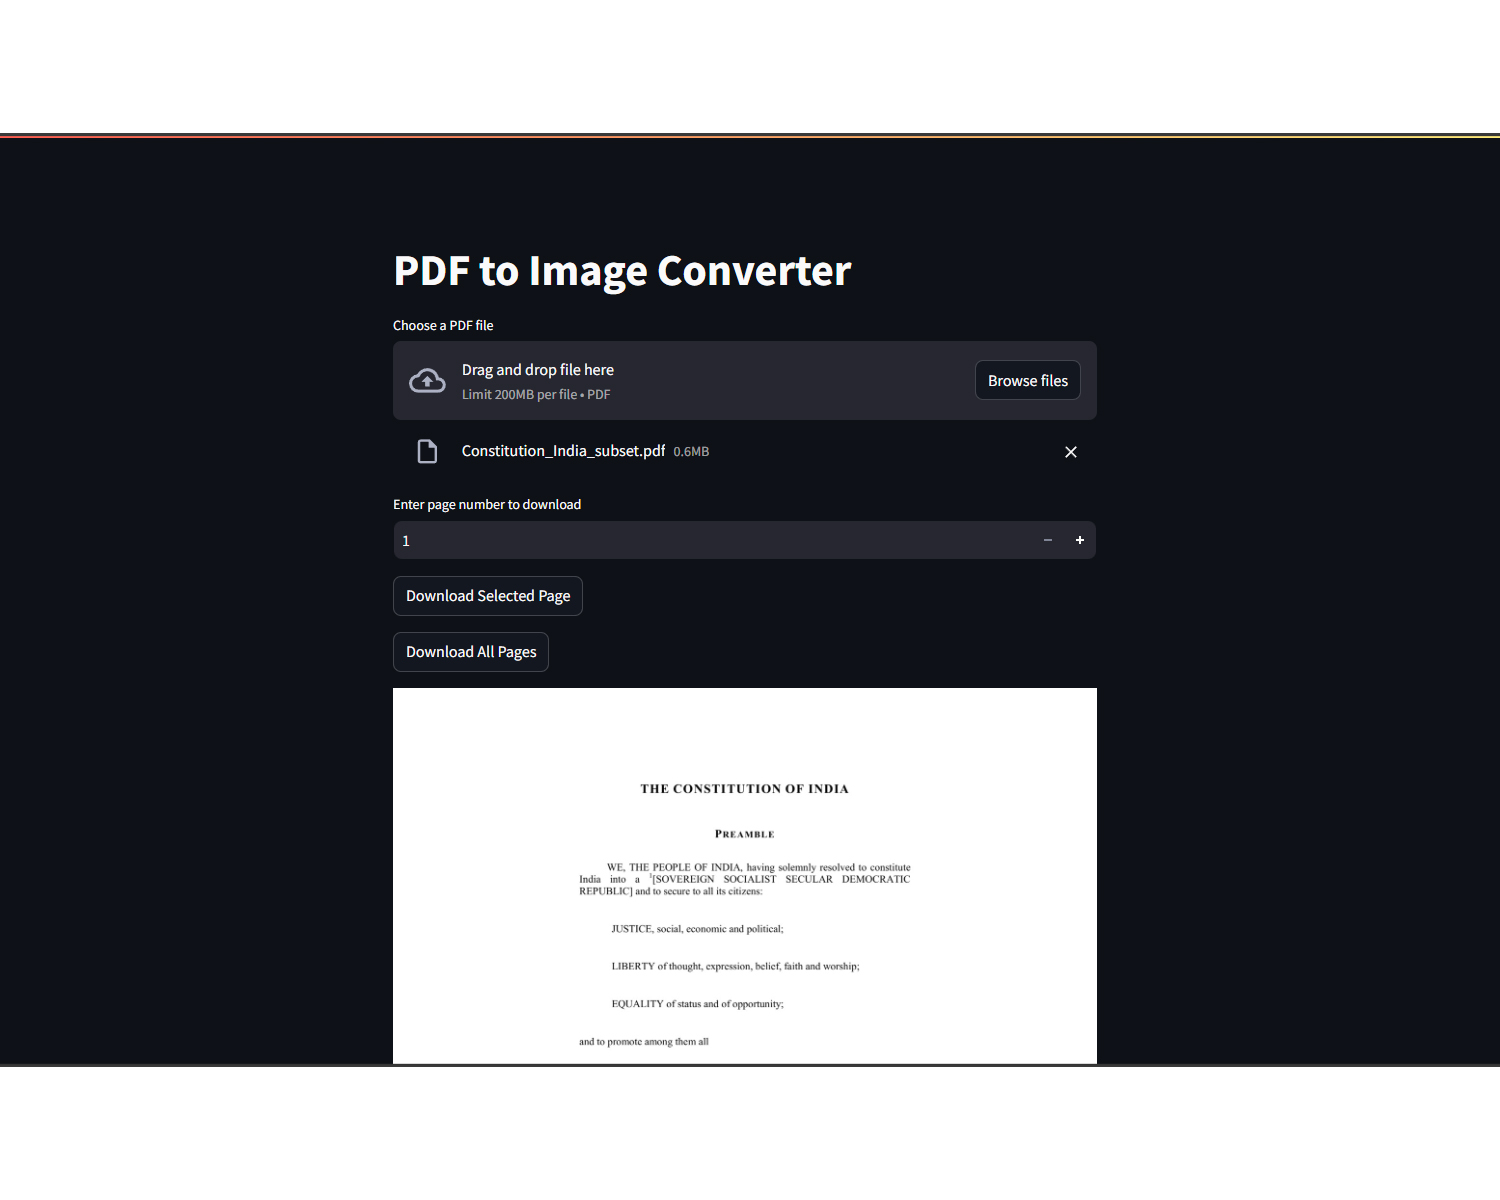 PDF to Image Converter
Choose a PDF file
Drag and drop file here
Limit 200MB per file • PDF
Browse files
Constitution_India_subset.pdf 0.6MB
Enter page number to download
1
Download Selected Page
Download All Pages
THE CONSTITUTION OF INDIA
PREAMBLE
WE, THE PEOPLE OF INDIA, having solemnly resolved to constitute
India into a ¹[SOVEREIGN SOCIALIST SECULAR DEMOCRATIC
REPUBLIC] and to secure to all its citizens:
JUSTICE, social, economic and political;
LIBERTY of thought, expression, belief, faith and worship;
EQUALITY of status and of opportunity;
and to promote among them all